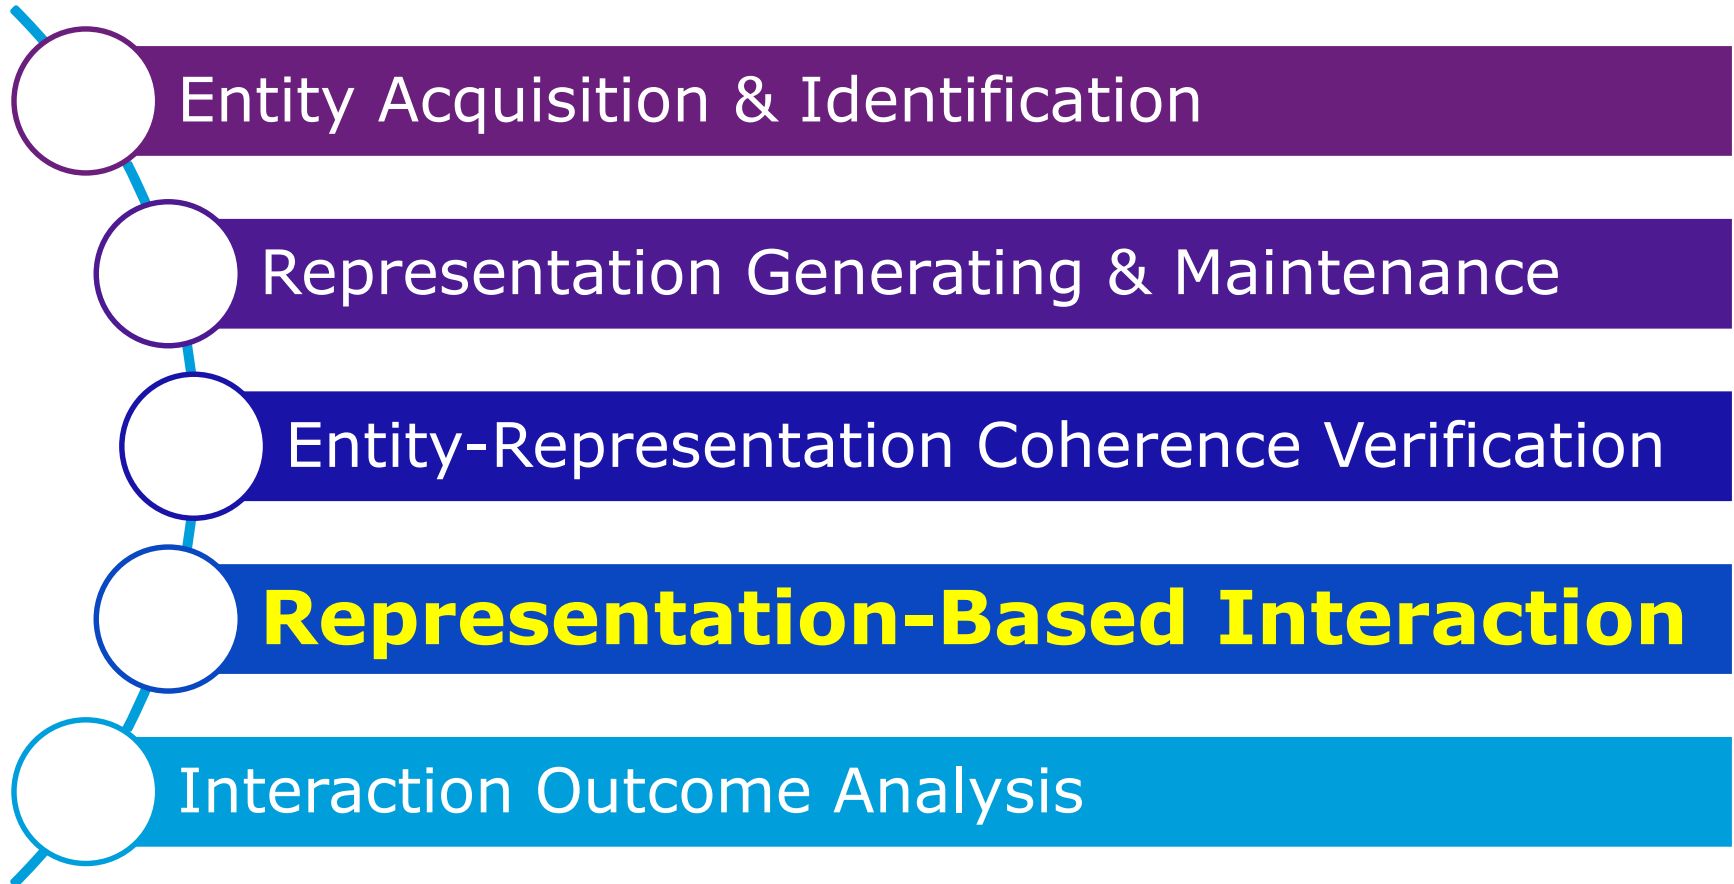 Entity Acquisition & Identification
Representation Generating & Maintenance
Entity-Representation Coherence Verification
Representation-Based Interaction
Interaction Outcome Analysis